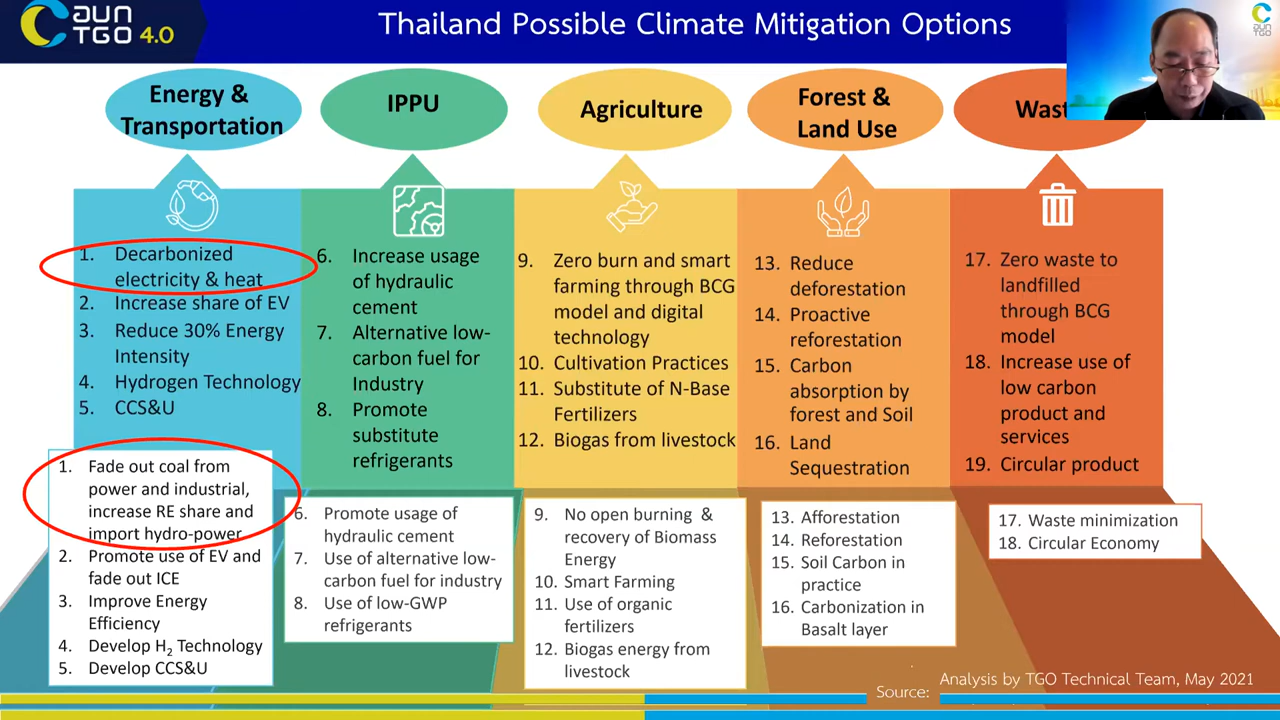 ฉบบ
TGO 4.0
Thailand Possible Climate Mitigation Options
TGO
Energy &
Transportation
IPPU
Agriculture
Forest &
Land Use
Was
1. Decarbonized
electricity & heat
2. Increase share of EV
3. Reduce 30% Energy
Intensity
4. Hydrogen Technology
5. CCS&U
6. Increase usage
of hydraulic
cement
7. Alternative low-
carbon fuel for
Industry
8. Promote
substitute
refrigerants
9. Zero burn and smart
farming through BCG
model and digital
technology
10. Cultivation Practices
11. Substitute of N-Base
Fertilizers
12. Biogas from livestock
13. Reduce
deforestation
14. Proactive
reforestation
15. Carbon
absorption by
forest and Soil
16. Land
Sequestration
17. Zero waste to
landfilled
through BCG
model
18. Increase use of
low carbon
product and
services
19. Circular product
1. Fade out coal from
power and industrial,
increase RE share and
import hydro-power
2. Promote use of EV and
fade out ICE
3. Improve Energy
Efficiency
4. Develop H₂ Technology
5. Develop CCS&U
6. Promote usage of
hydraulic cement
7. Use of alternative low-
carbon fuel for industry
8. Use of low-GWP
refrigerants
9. No open burning &
recovery of Biomass
Energy
10. Smart Farming
11. Use of organic
fertilizers
12. Biogas energy from
livestock
13. Afforestation
14. Reforestation
15. Soil Carbon in
practice
16. Carbonization in
Basalt layer
17. Waste minimization
18. Circular Economy
Source: Analysis by TGO Technical Team, May 2021